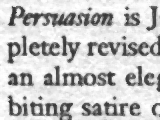 Persuasion is J
pletely revised
an almost eleg
biting satire